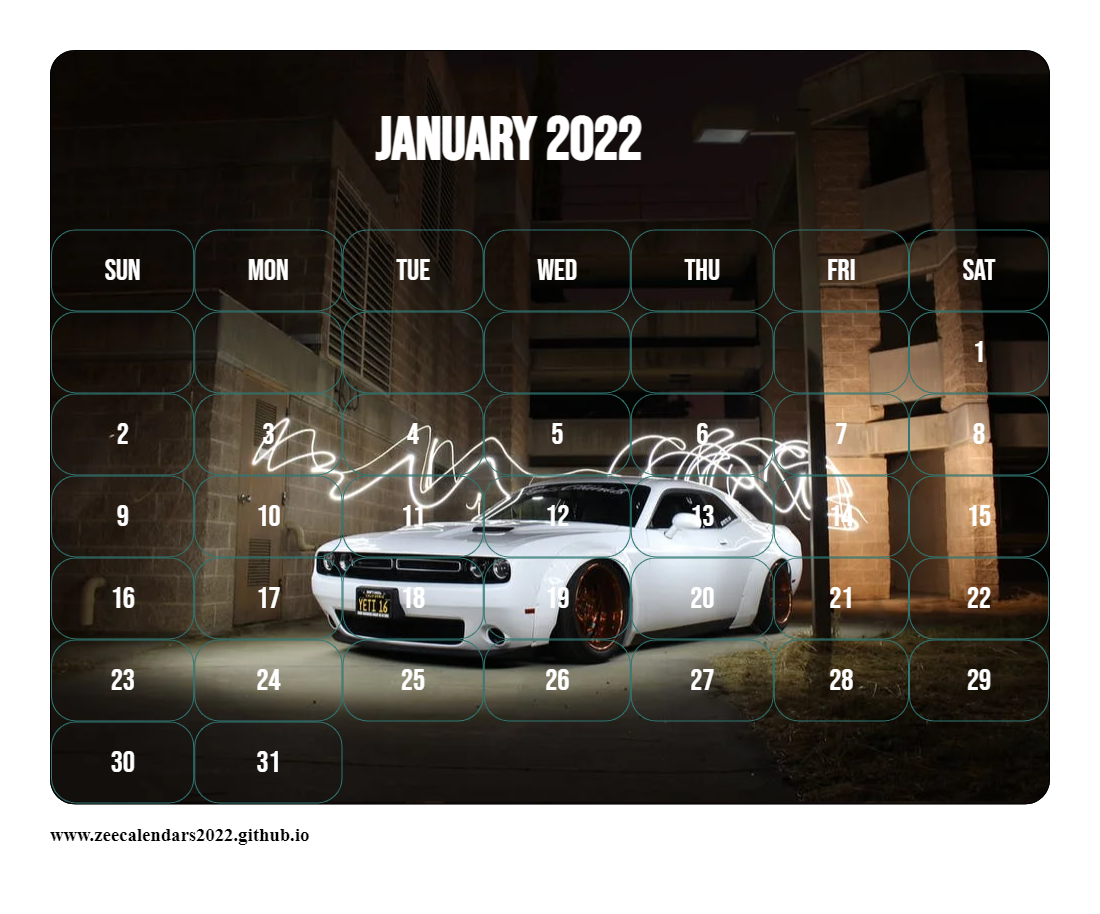 JANUARY 2022
SUN MON TUE WED THU FRI SAT
1
2 3 4 5 6 7 8
9 10 11 12 13 14 15
16 17 18 19 20 21 22
YETI 16
23 24 25 26 27 28 29
30 31
www.zeecalendars2022.github.io